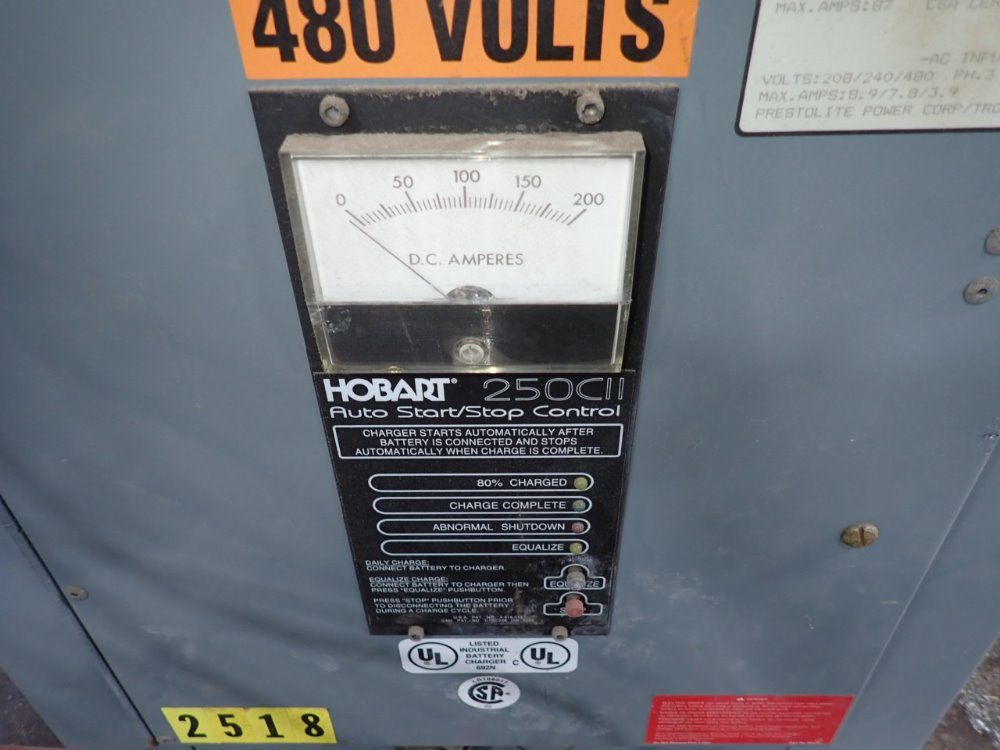 480 VOLTS
MAX. AMPS:87 CSA CER
-AC INPU
VOLTS:208/240/480 PH.3
MAX. AMPS:8.9/7.8/3.9
PRESTOLITE POWER CORP/TRO
0 50 100 150 200
D.C. AMPERES
HOBART® 250CII
Auto Start/Stop Control
CHARGER STARTS AUTOMATICALLY AFTER
BATTERY IS CONNECTED AND STOPS
AUTOMATICALLY WHEN CHARGE IS COMPLETE.
80% CHARGED
CHARGE COMPLETE
ABNORMAL SHUTDOWN
EQUALIZE
DAILY CHARGE:
CONNECT BATTERY TO CHARGER.
EQUALIZE CHARGE:
CONNECT BATTERY TO CHARGER THEN
PRESS "EQUALIZE" PUSHBUTTON.
EQUALIZE
PRESS "STOP" PUSHBUTTON PRIOR
TO DISCONNECTING THE BATTERY
DURING A CHARGE CYCLE.
LISTED
INDUSTRIAL
BATTERY
CHARGER
692N
UL
C UL
SA
2518